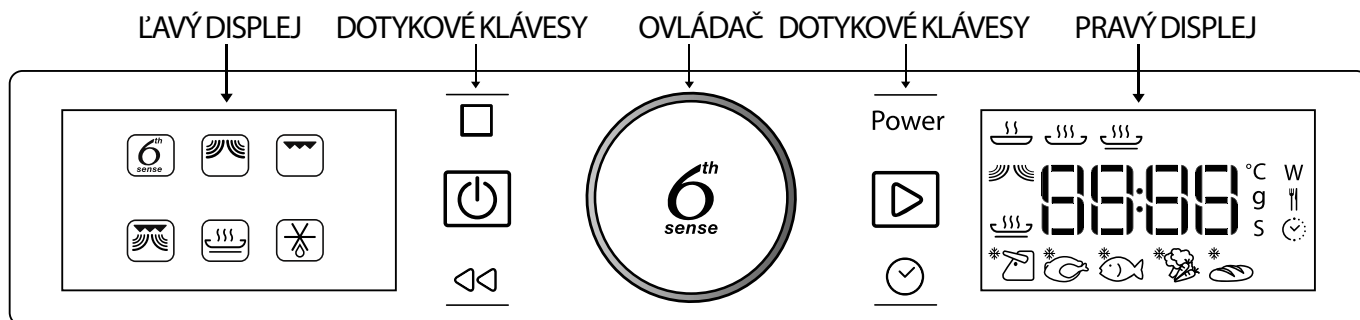 ĽAVÝ DISPLEJ DOTYKOVÉ KLÁVESY OVLÁDAČ DOTYKOVÉ KLÁVESY PRAVÝ DISPLEJ
6th sense
6th sense
Power
88:88
°C W
g
S